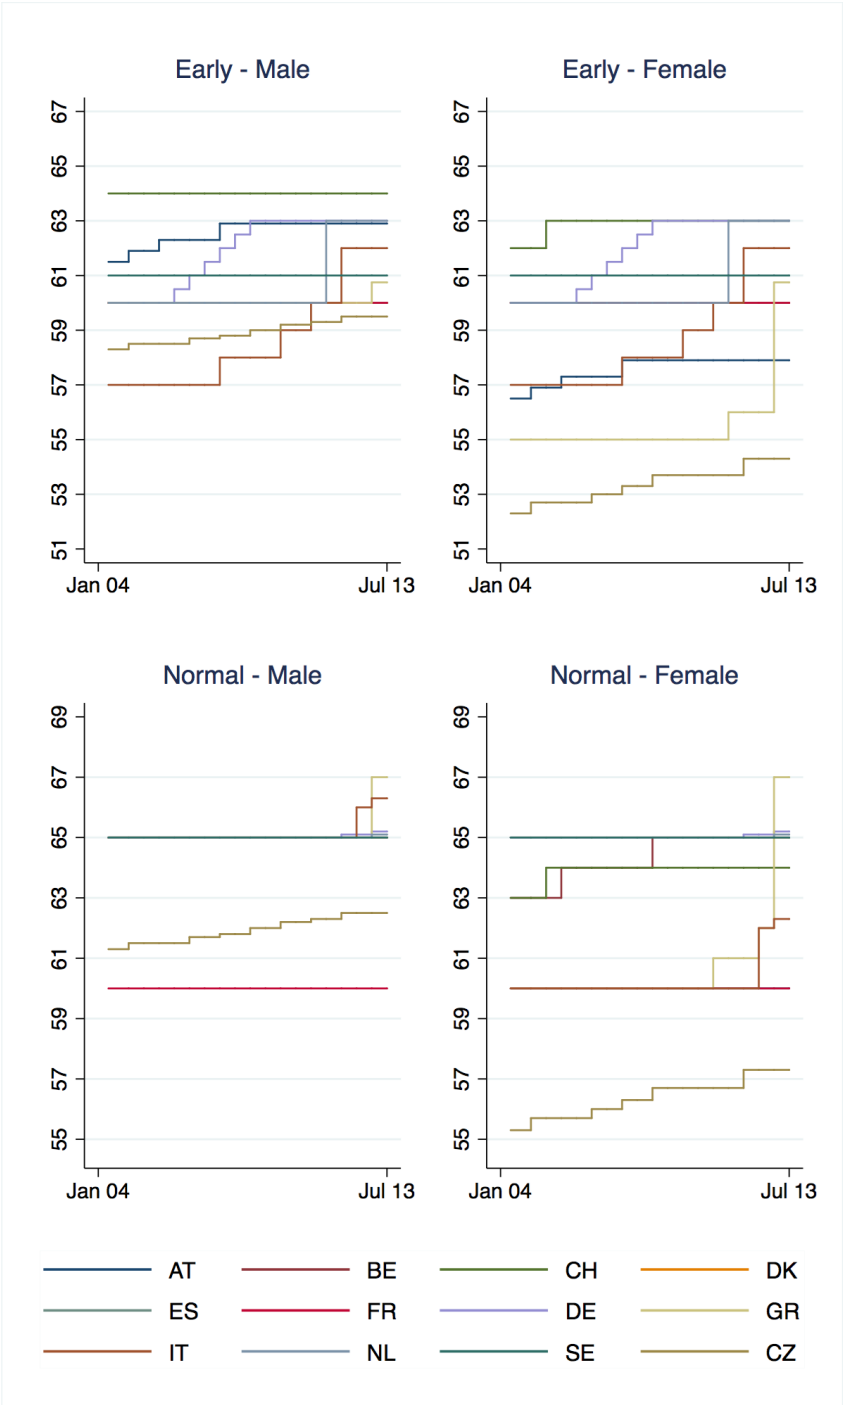 Early - Male
Early - Female
67
65
63
61
59
57
55
53
51
67
65
63
61
59
57
55
53
51
Jan 04
Jul 13
Jan 04
Jul 13
Normal - Male
Normal - Female
69
67
65
63
61
59
57
55
69
67
65
63
61
59
57
55
Jan 04
Jul 13
Jan 04
Jul 13
AT BE CH DK
ES FR DE GR
IT NL SE CZ